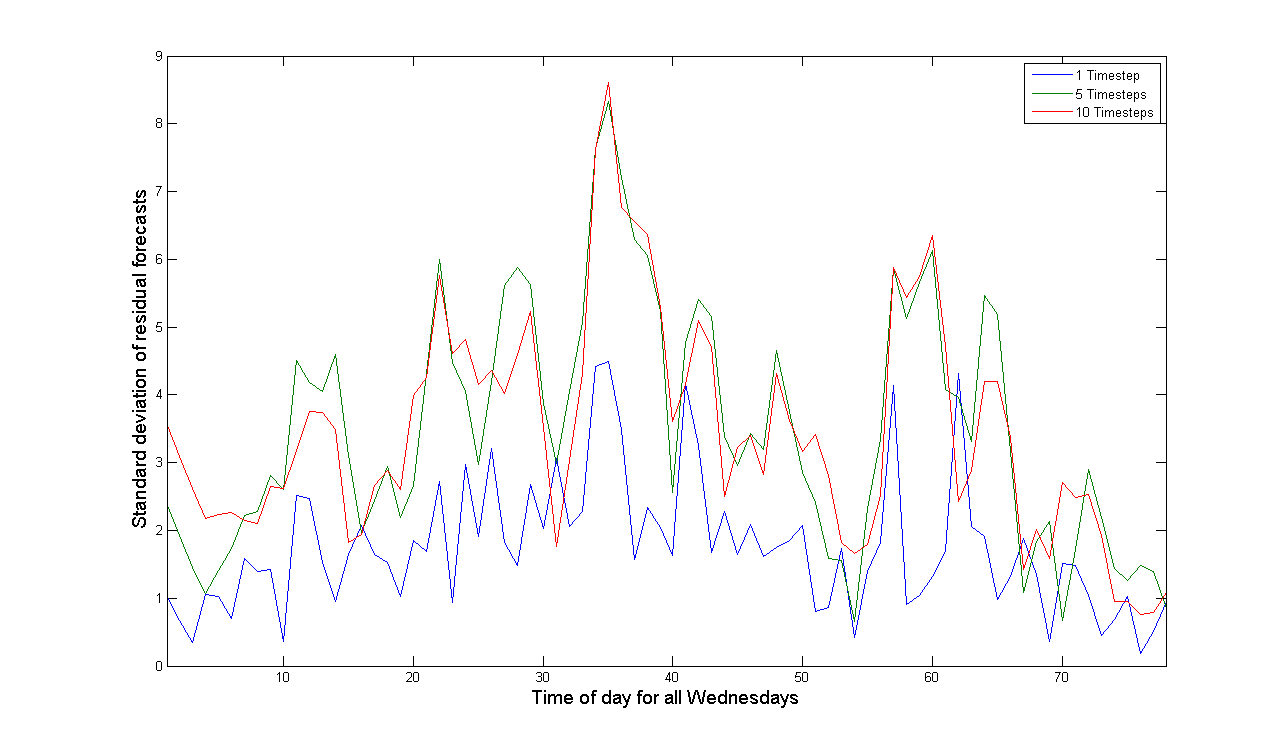 9
8
7
6
5
4
3
2
1
0
Standard deviation of residual forecasts
1 Timestep
5 Timesteps
10 Timesteps
10 20 30 40 50 60 70
Time of day for all Wednesdays